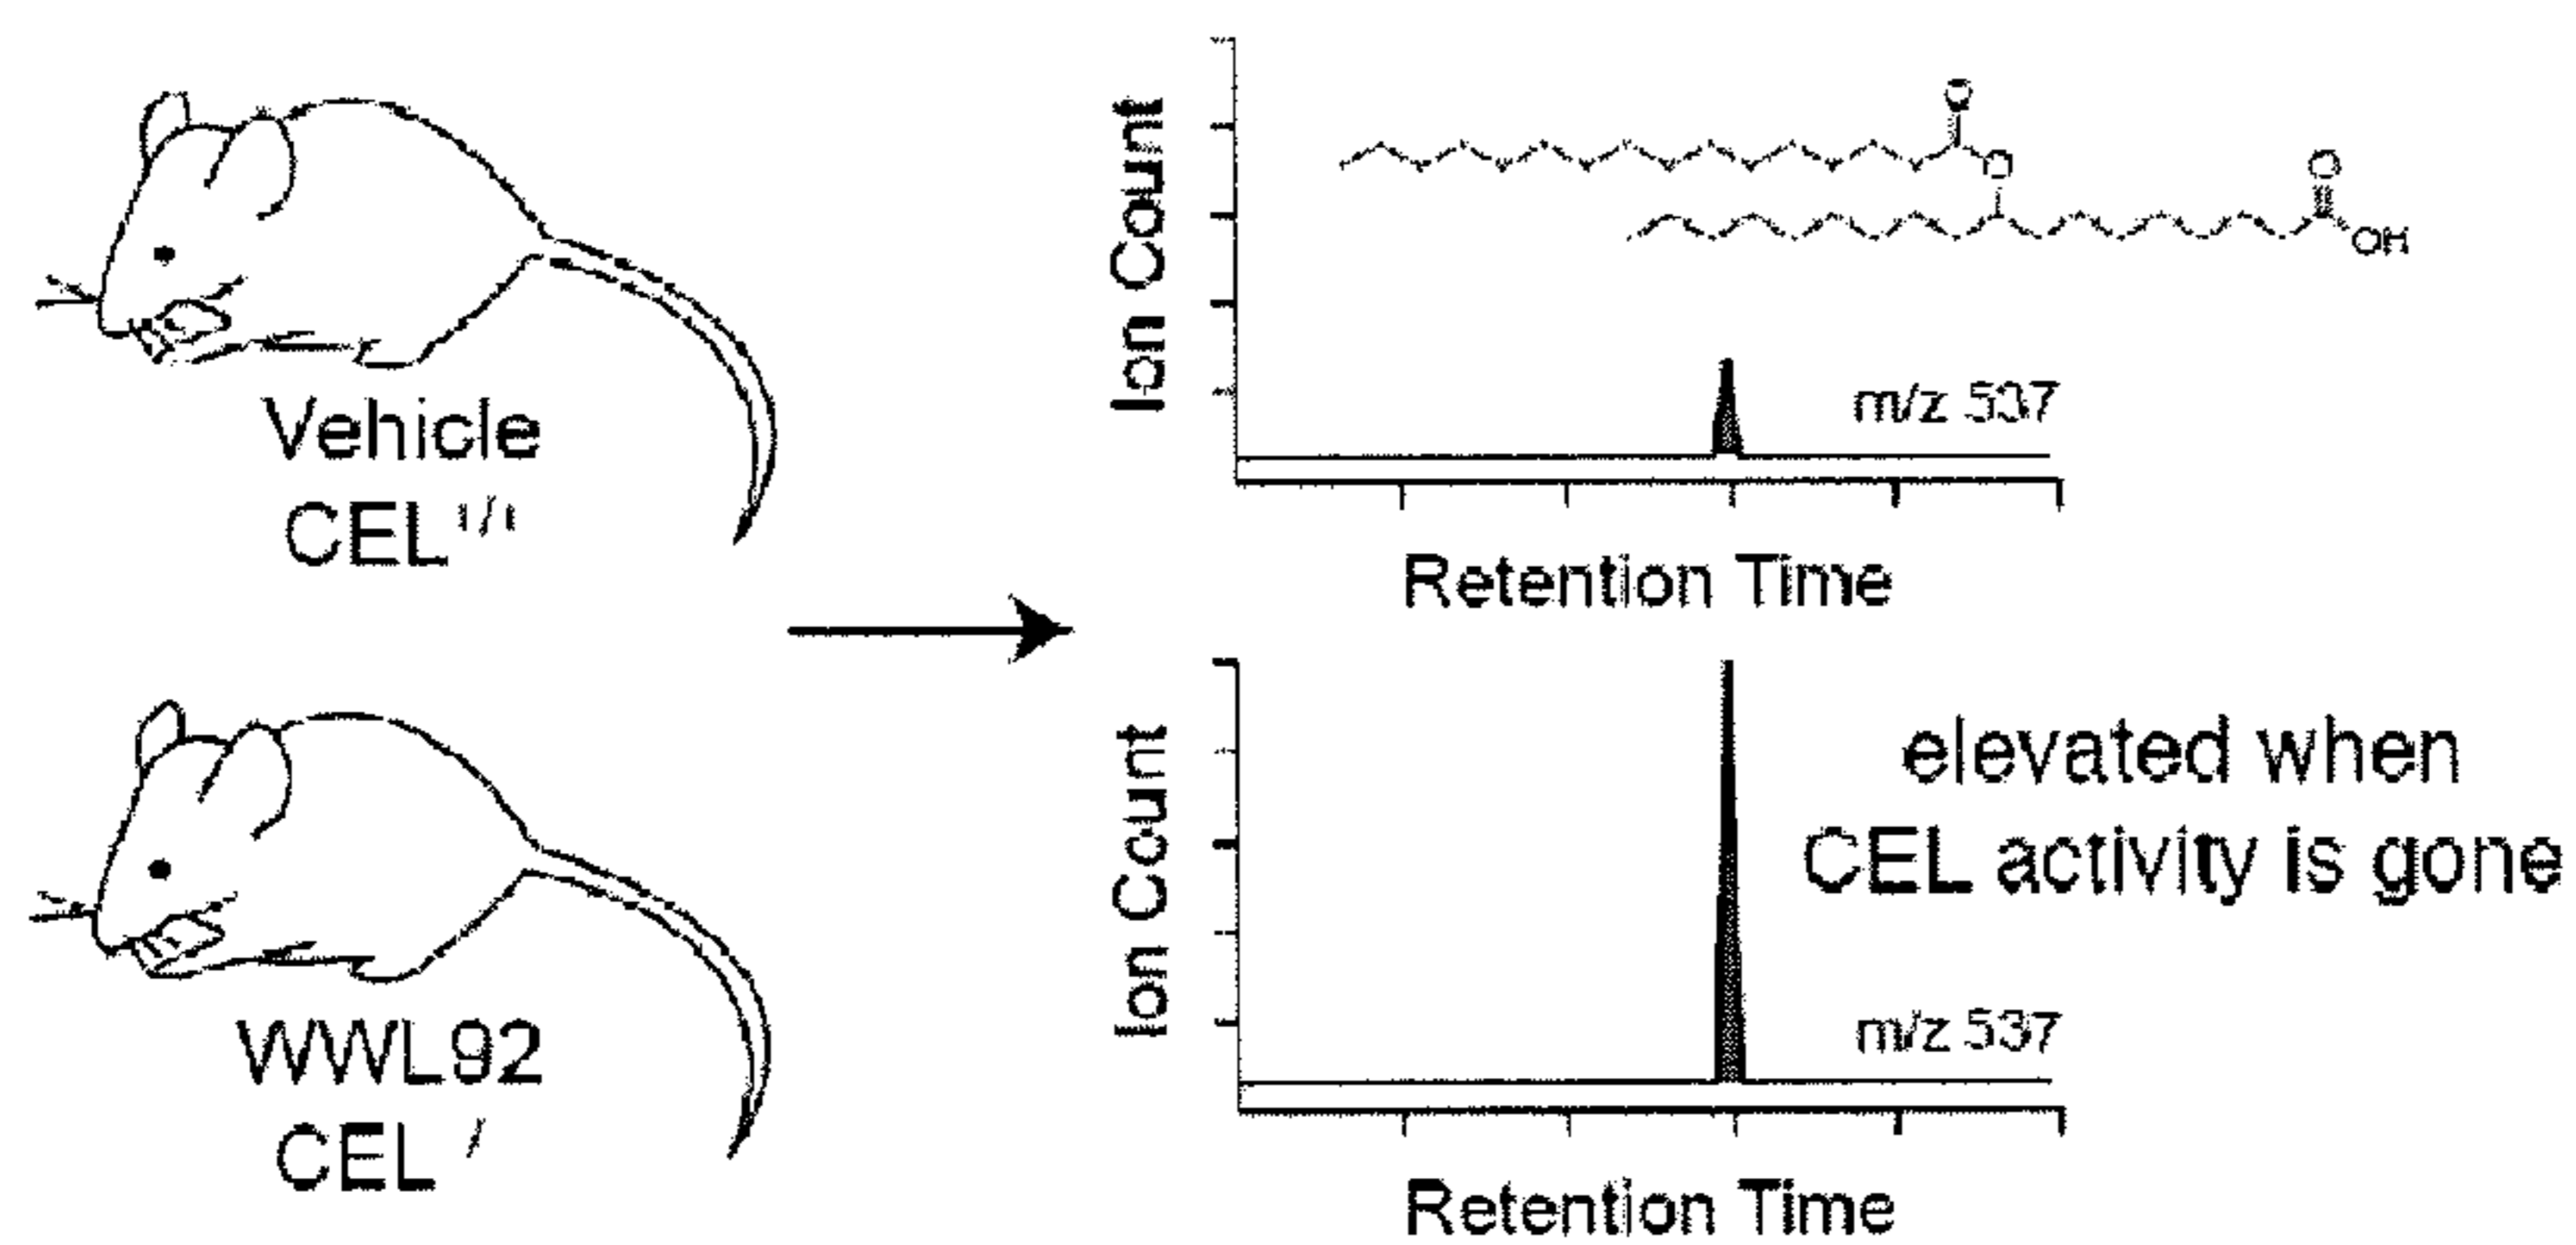 Vehicle
CEL +/+
WWL92
CEL -/-
Ion Count
O
O
O
OH
m/z 537
Retention Time
Ion Count
elevated when
CEL activity is gone
m/z 537
Retention Time